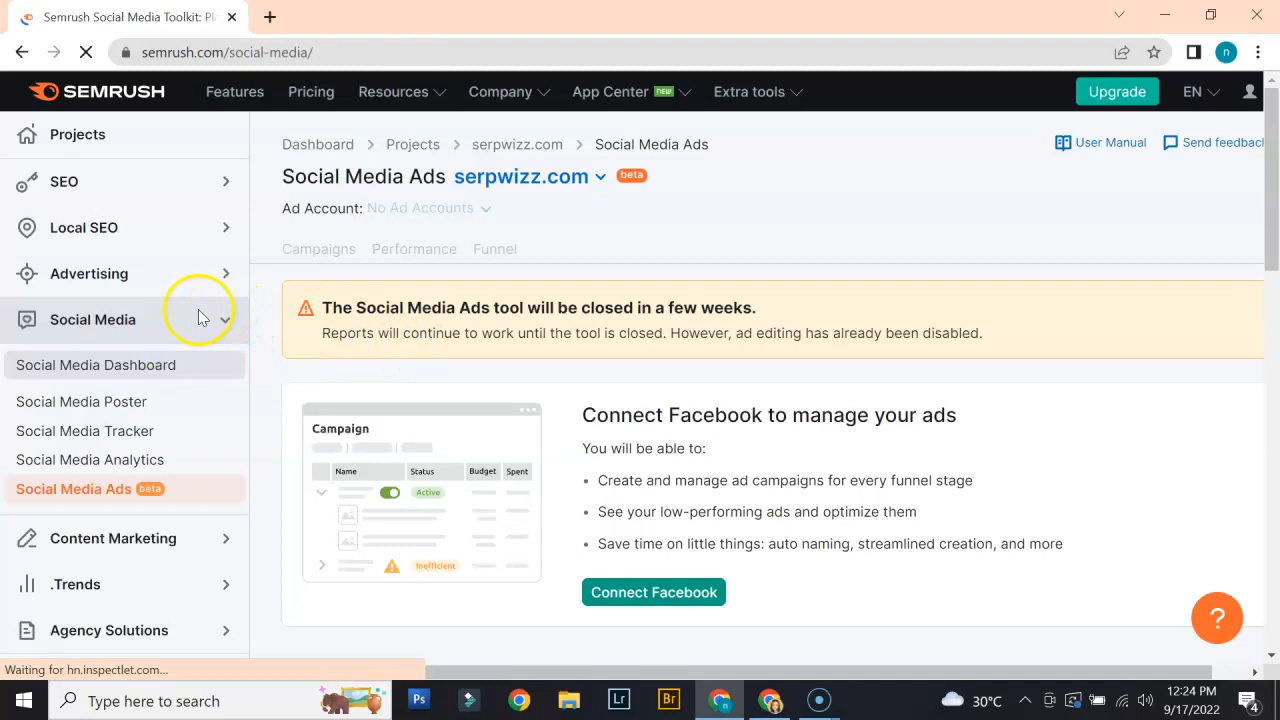 Semrush Social Media Toolkit: Pl
semrush.com/social-media/
n
SEMRUSH
Features
Pricing
Resources
Company
App Center NEW
Extra tools
Upgrade
EN
Projects
SEO
Local SEO
Advertising
Social Media
Social Media Dashboard
Social Media Poster
Social Media Tracker
Social Media Analytics
Social Media Ads beta
Content Marketing
.Trends
Agency Solutions
Dashboard > Projects > serpwizz.com > Social Media Ads
User Manual
Send feedbac
Social Media Ads serpwizz.com beta
Ad Account: No Ad Accounts
Campaigns Performance Funnel
The Social Media Ads tool will be closed in a few weeks.
Reports will continue to work until the tool is closed. However, ad editing has already been disabled.
Campaign
Name Status Budget Spent
Active
Inefficient
Connect Facebook to manage your ads
You will be able to:
• Create and manage ad campaigns for every funnel stage
• See your low-performing ads and optimize them
• Save time on little things: auto naming, streamlined creation, and more
Connect Facebook
?
Waiting for hn.inspectlet.com...
Type here to search
Ps
Lr
Br
n
30°C
12:24 PM
9/17/2022
4